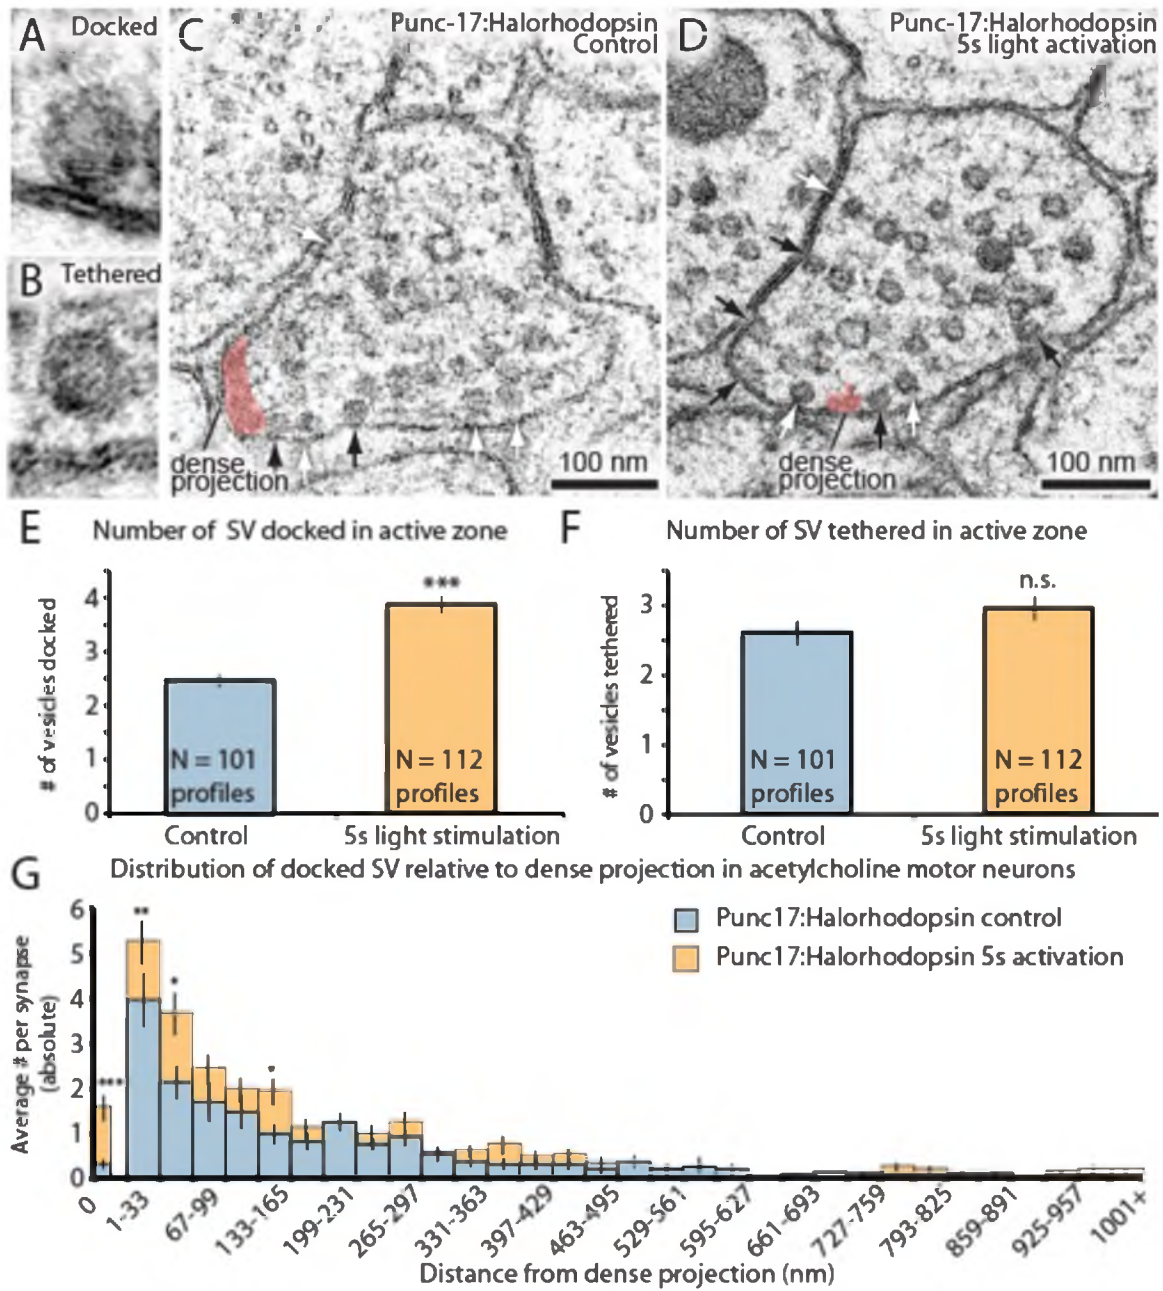 A Docked
B Tethered
C Punc-17:Halorhodopsin
Control
dense
projection
100 nm
D Punc-17:Halorhodopsin
5s light activation
dense
projection
100 nm
E Number of SV docked in active zone
# of vesicles docked
4
3
2
1
0
***
N = 101
profiles
N = 112
profiles
Control
5s light stimulation
F Number of SV tethered in active zone
# of vesicles tethered
3
2
1
0
n.s.
N = 101
profiles
N = 112
profiles
Control
5s light stimulation
G Distribution of docked SV relative to dense projection in acetylcholine motor neurons
Average # per synapse
(absolute)
6
5
4
3
2
1
0
***
**
*
*
Punc17:Halorhodopsin control
Punc17:Halorhodopsin 5s activation
0
1-33
67-99
133-165
199-231
265-297
331-363
397-429
463-495
529-561
595-627
661-693
727-759
793-825
859-891
925-957
1001+
Distance from dense projection (nm)